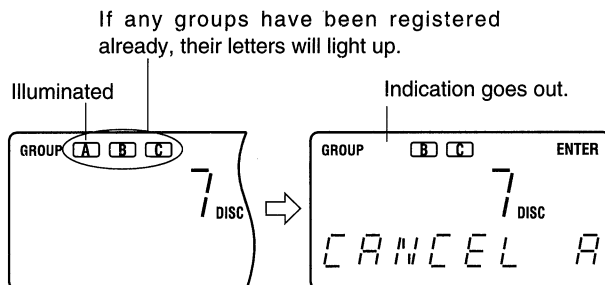 If any groups have been registered
already, their letters will light up.
Illuminated
Indication goes out.
GROUP A B C
7 DISC
GROUP B C ENTER
7 DISC
CANCEL A